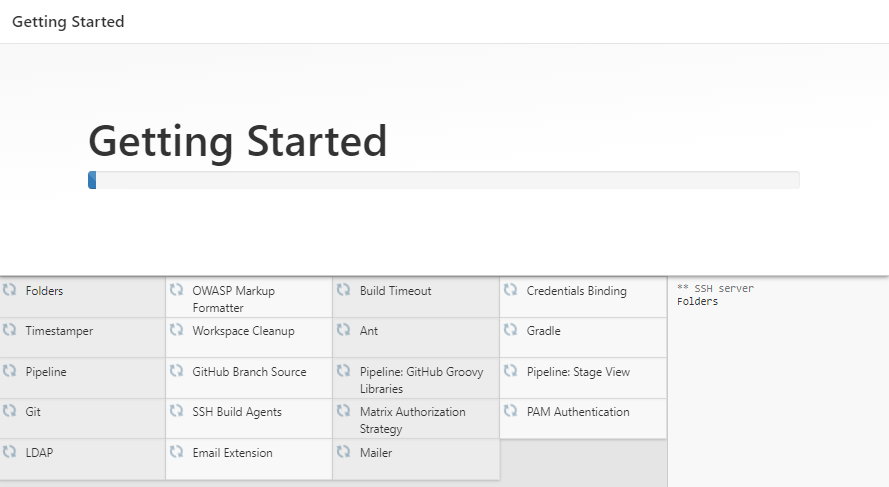 Getting Started
Getting Started
Folders
OWASP Markup
Formatter
Build Timeout
Credentials Binding
** SSH server
Folders
Timestamper
Workspace Cleanup
Ant
Gradle
Pipeline
GitHub Branch Source
Pipeline: GitHub Groovy
Libraries
Pipeline: Stage View
Git
SSH Build Agents
Matrix Authorization
Strategy
PAM Authentication
LDAP
Email Extension
Mailer